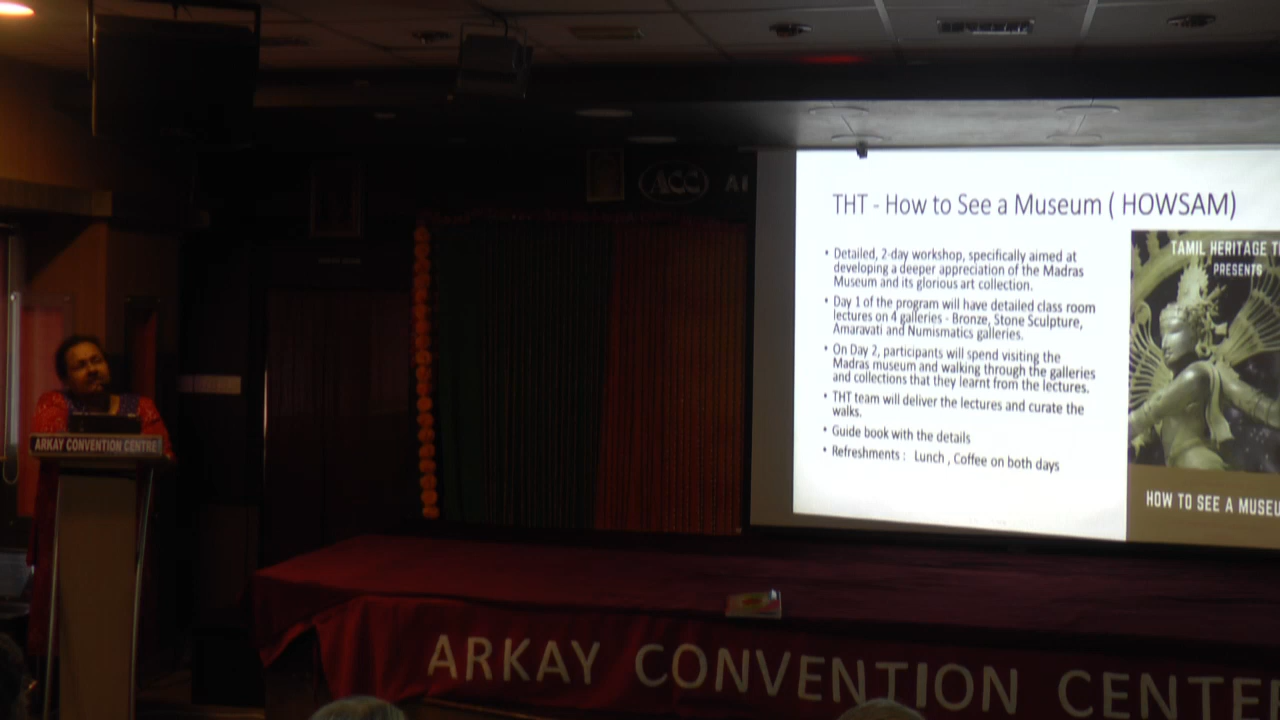 ACC
THT - How to See a Museum ( HOWSAM)
• Detailed, 2-day workshop, specifically aimed at
developing a deeper appreciation of the Madras
Museum and its glorious art collection.
• Day 1 of the program will have detailed class room
lectures on 4 galleries - Bronze, Stone Sculpture,
Amaravati and Numismatics galleries.
• On Day 2, participants will spend visiting the
Madras museum and walking through the galleries
and collections that they learnt from the lectures.
• THT team will deliver the lectures and curate the
walks.
• Guide book with the details
• Refreshments : Lunch , Coffee on both days
TAMIL HERITAGE
PRESENTS
HOW TO SEE A MUSEU
ARKAY CONVENTION CENTRE
ARKAY CONVENTION CENTE